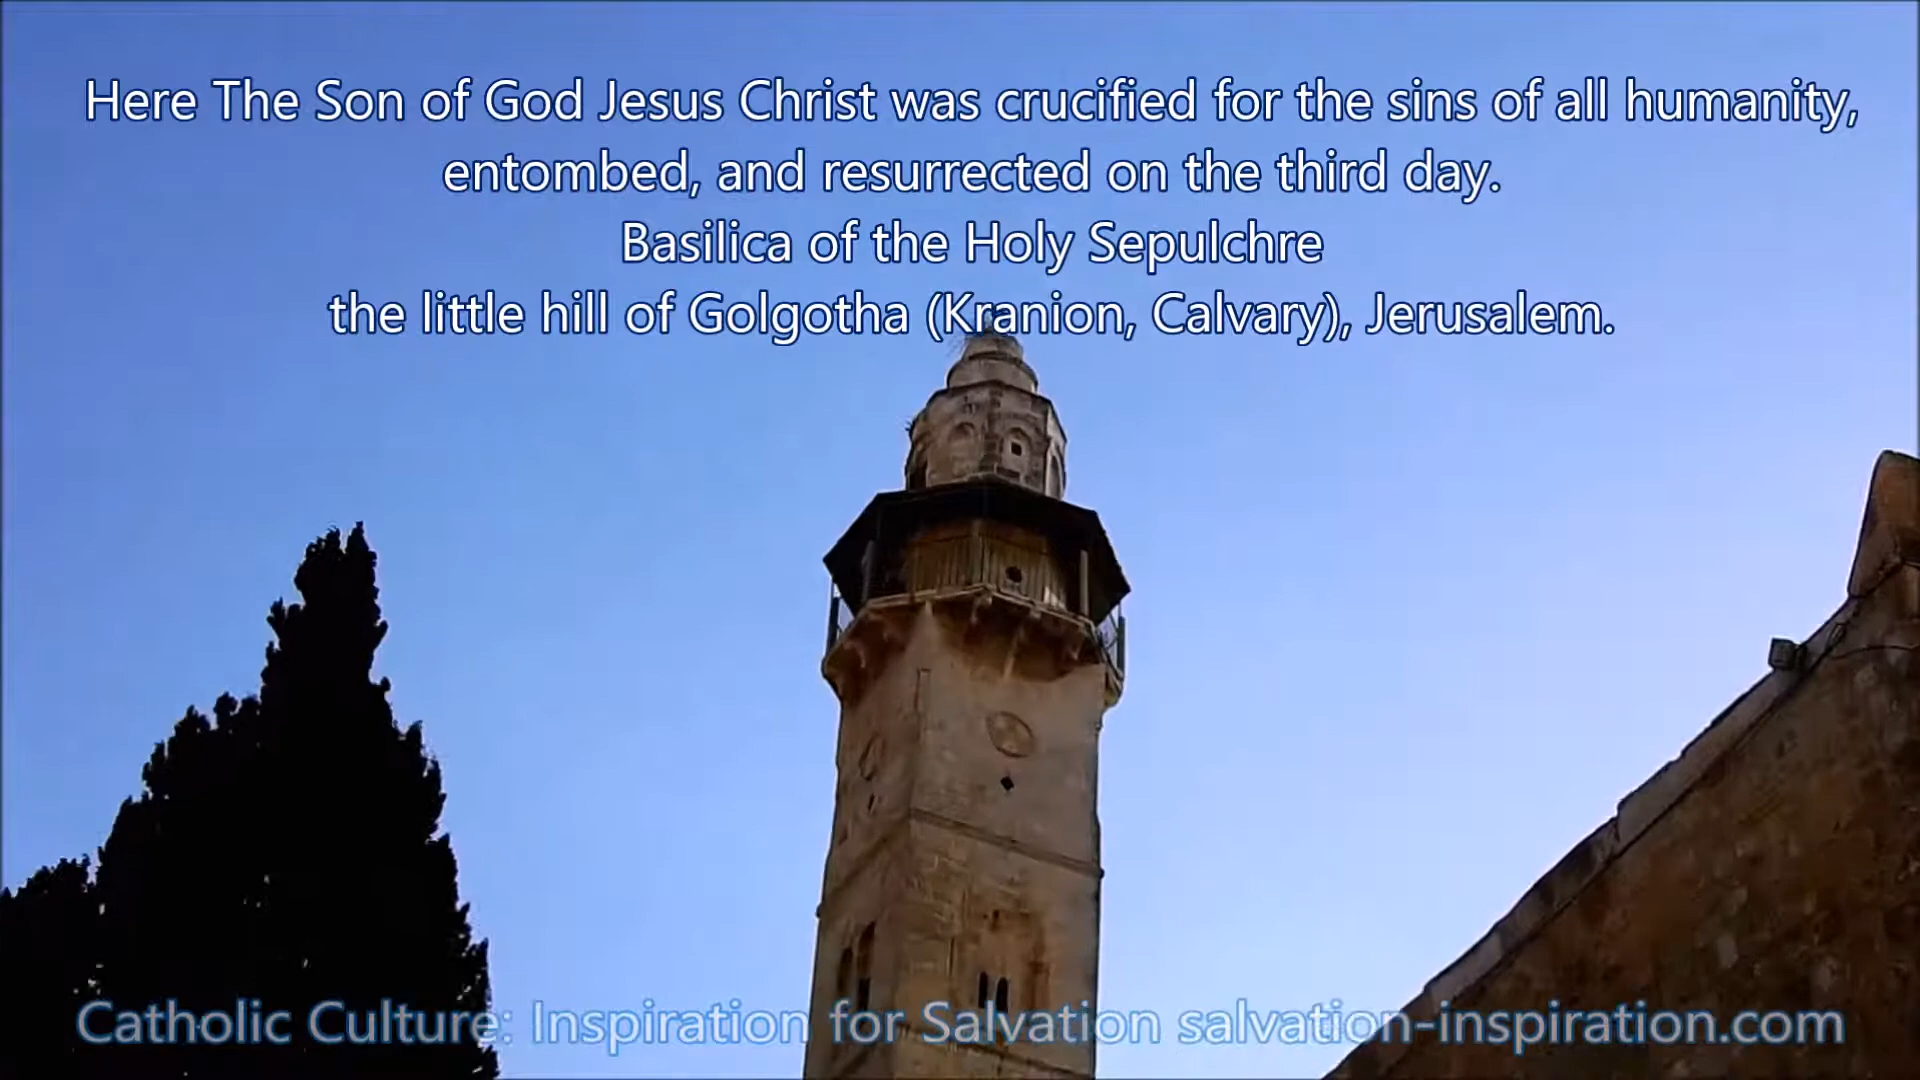 Here The Son of God Jesus Christ was crucified for the sins of all humanity,
entombed, and resurrected on the third day.
Basilica of the Holy Sepulchre
the little hill of Golgotha (Kranion, Calvary), Jerusalem.
Catholic Culture: Inspiration for Salvation salvation-inspiration.com